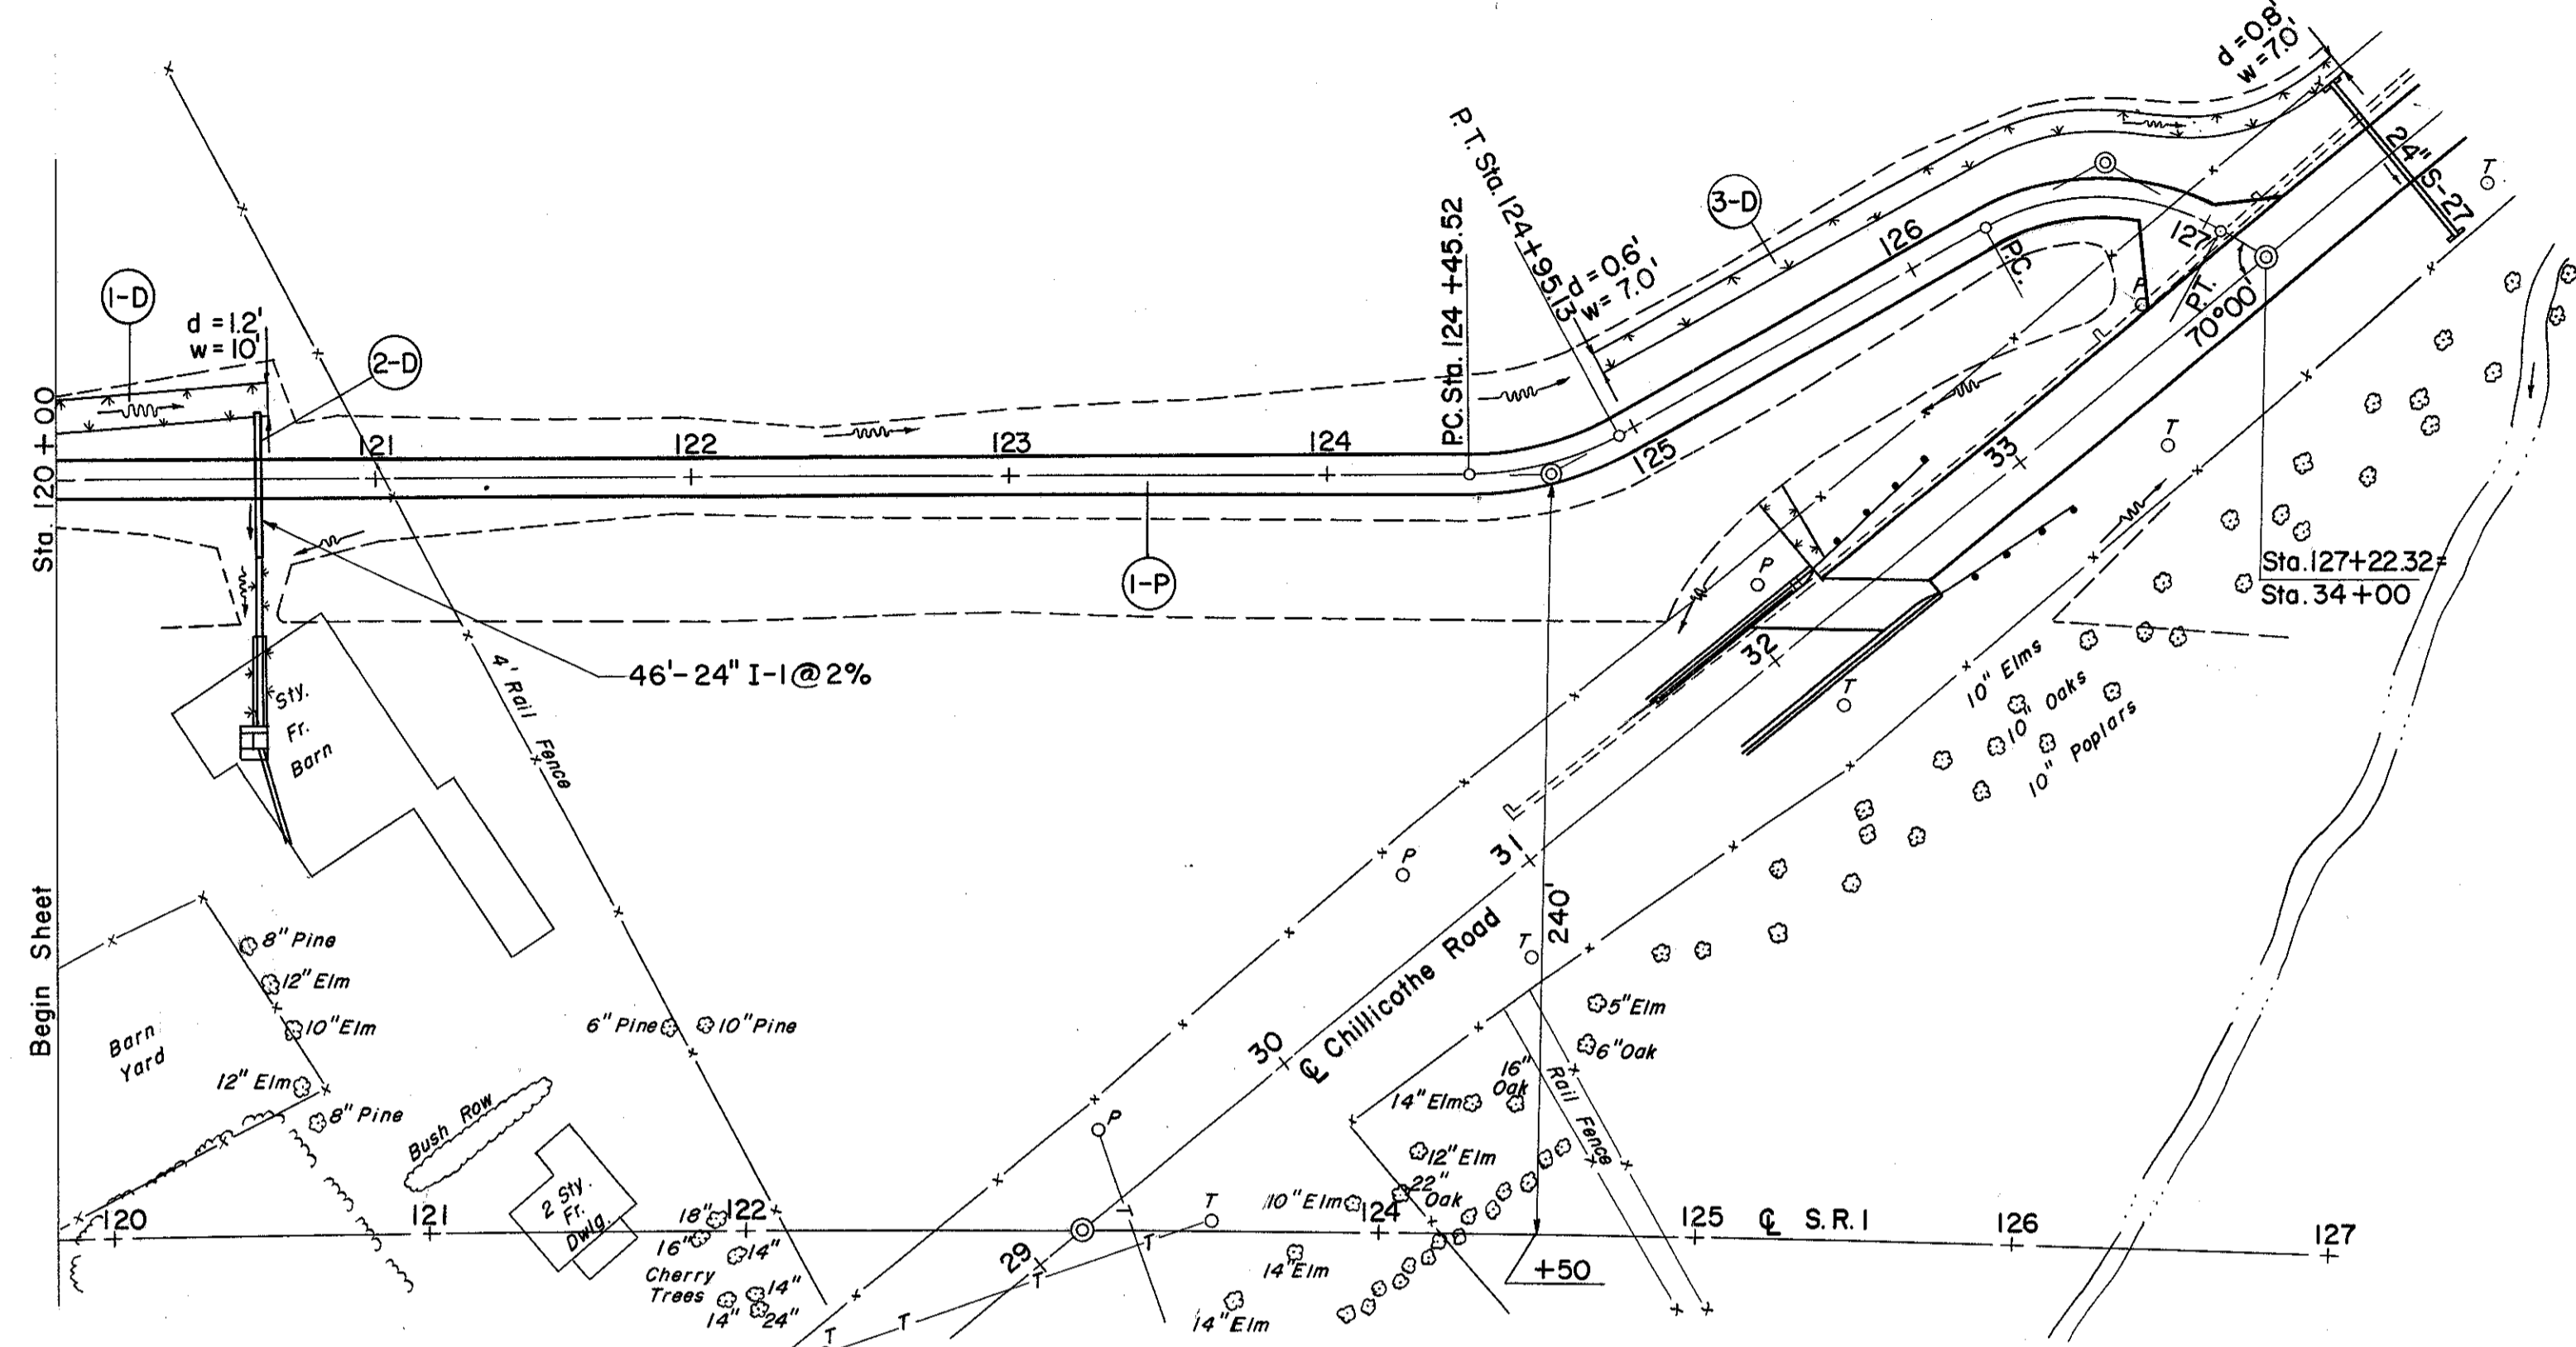 d = 0.8'
w = 7.0'
24" S-27
T
P.T. Sta. 124+95.13
P.C. Sta. 124 +45.52
3-D
d = 0.6'
w = 7.0'
126
P.C.
127
P
P.T.
70°00'
1-D
d = 1.2'
w = 10'
2-D
Sta. 120 + 00
121
122
123
124
125
33
T
1-P
P
Sta. 127+22.32=
Sta. 34+00
32
T
46'-24" I-1 @ 2%
4' Rail Fence
Sty.
Fr.
Barn
10" Elms
10" Oaks
10" Poplars
31
P
240'
T
Begin Sheet
8" Pine
12" Elm
10" Elm
Barn
Yard
12" Elm
8" Pine
6" Pine
10" Pine
30
℄ Chillicothe Road
5" Elm
6" Oak
16"
Oak
14" Elm
Rail Fence
12" Elm
22"
Oak
10" Elm
Bush Row
P
T
2 Sty.
Fr.
Dwlg.
120
121
18"
122
16"
14"
Cherry
Trees
14"
14"
24"
29
T
T
T
T
T
124
125
℄ S.R. 1
126
127
14" Elm
14" Elm
+50